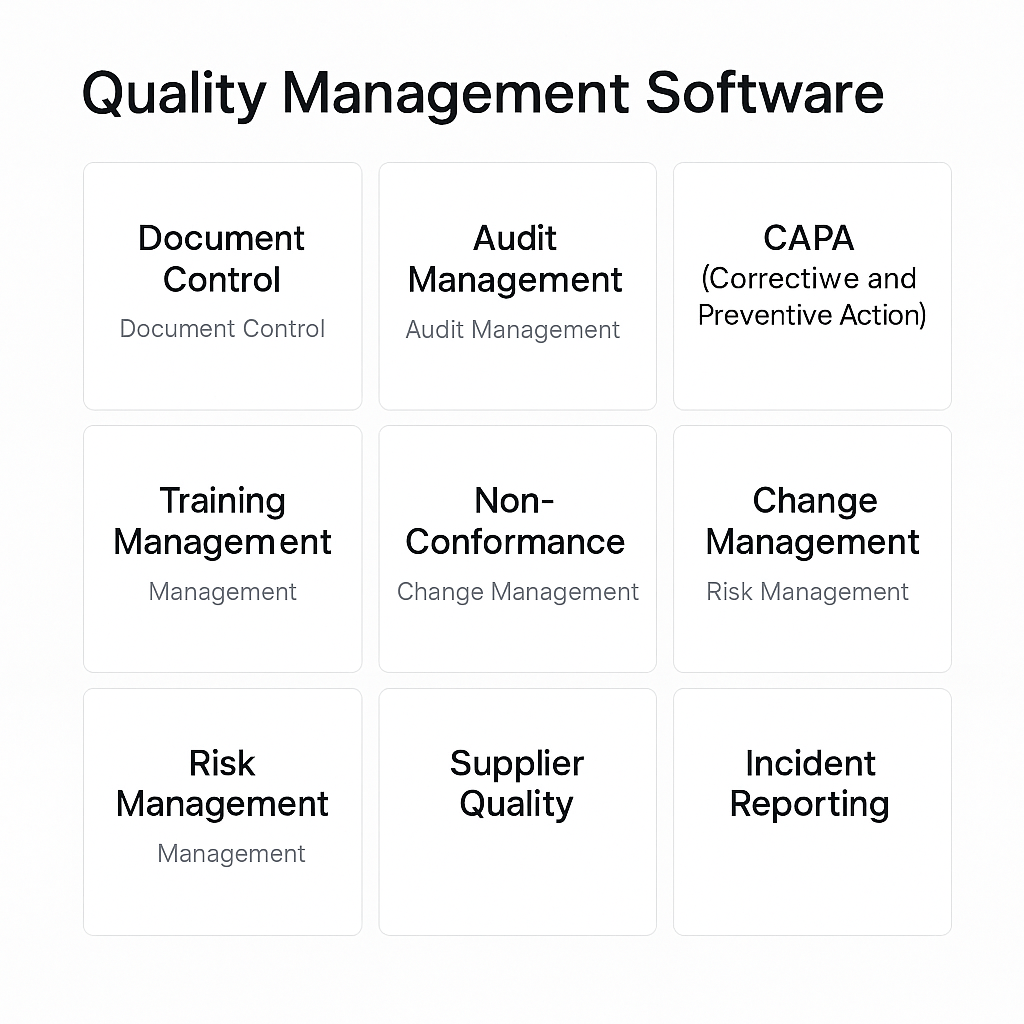 Quality Management Software
Document
Control
Document Control
Audit
Management
Audit Management
CAPA
(Correctiwe and
Preventive Action)
Training
Management
Management
Non-
Conformance
Change Management
Change
Management
Risk Management
Risk
Management
Management
Supplier
Quality
Incident
Reporting